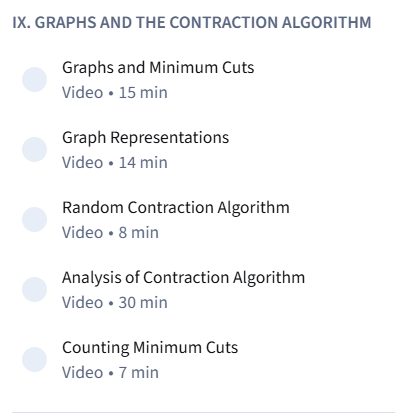 IX. GRAPHS AND THE CONTRACTION ALGORITHM
Graphs and Minimum Cuts
Video • 15 min
Graph Representations
Video • 14 min
Random Contraction Algorithm
Video • 8 min
Analysis of Contraction Algorithm
Video • 30 min
Counting Minimum Cuts
Video • 7 min